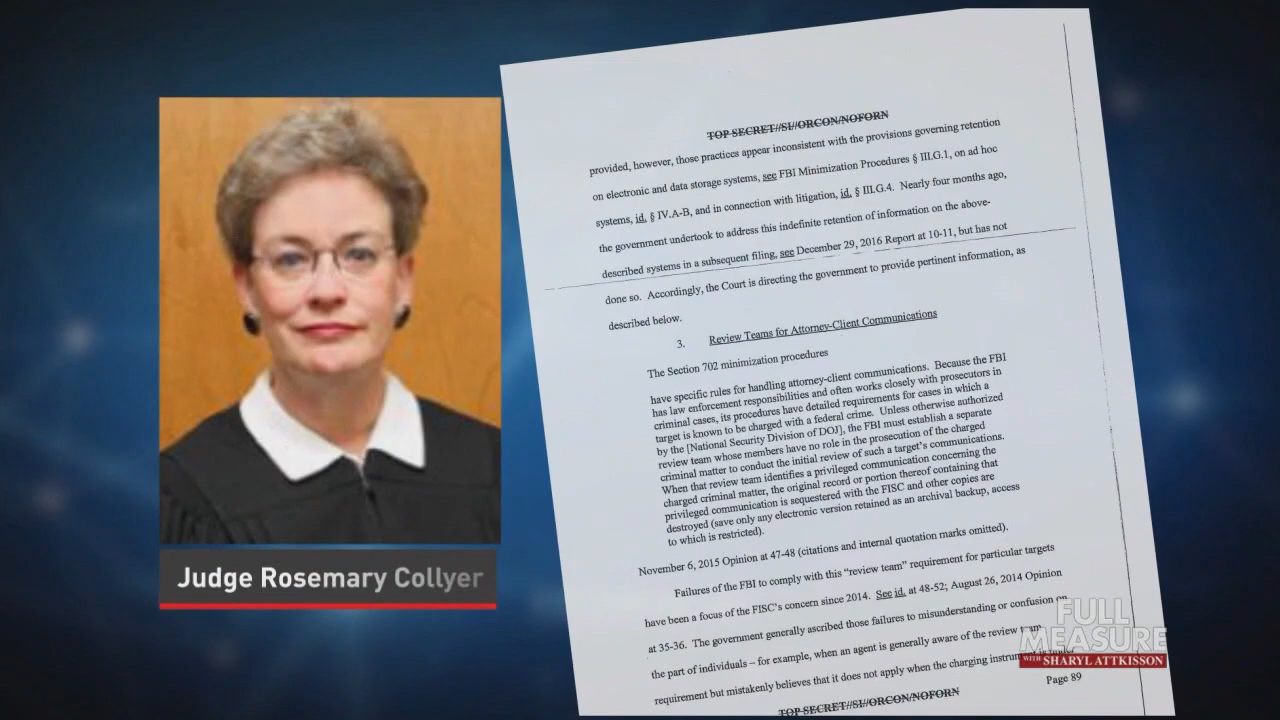 Judge Rosemary Collyer
TOP SECRET//SI//ORCON/NOFORN
provided, however, those practices appear inconsistent with the provisions governing retention
on electronic and data storage systems, see FBI Minimization Procedures § III.G.1, on ad hoc
systems, id. § IV.A-B, and in connection with litigation, id. § III.G.4. Nearly four months ago,
the government undertook to address this indefinite retention of information on the above-
described systems in a subsequent filing, see December 29, 2016 Report at 10-11, but has not
done so. Accordingly, the Court is directing the government to provide pertinent information, as
described below.
3. Review Teams for Attorney-Client Communications
The Section 702 minimization procedures
have specific rules for handling attorney-client communications. Because the FBI
has law enforcement responsibilities and often works closely with prosecutors in
criminal cases, its procedures have detailed requirements for cases in which a
target is known to be charged with a federal crime. Unless otherwise authorized
by the [National Security Division of DOJ], the FBI must establish a separate
review team whose members have no role in the prosecution of the charged
criminal matter to conduct the initial review of such a target's communications.
When that review team identifies a privileged communication concerning the
charged criminal matter, the original record or portion thereof containing that
privileged communication is sequestered with the FISC and other copies are
destroyed (save only any electronic version retained as an archival backup, access
to which is restricted).
November 6, 2015 Opinion at 47-48 (citations and internal quotation marks omitted).
Failures of the FBI to comply with this “review team” requirement for particular targets
have been a focus of the FISC's concern since 2014. See id. at 48-52; August 26, 2014 Opinion
at 35-36. The government generally ascribed those failures to misunderstanding or confusion on
the part of individuals – for example, when an agent is generally aware of the review team
requirement but mistakenly believes that it does not apply when the charging instrument is under
TOP SECRET//SI//ORCON/NOFORN
Page 89
FULL
MEASURE
WITH SHARYL ATTKISSON